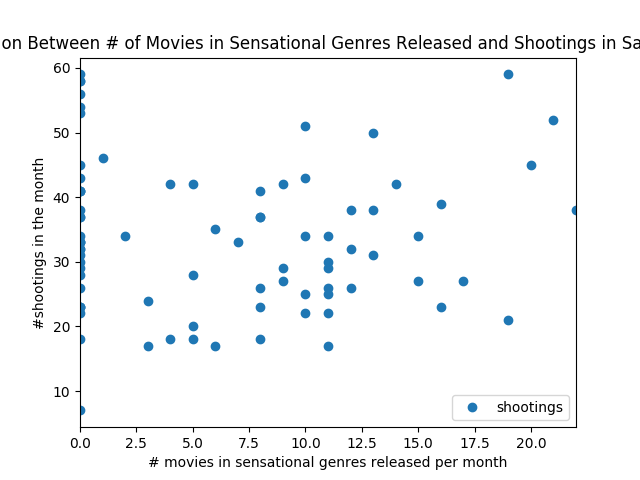 on Between # of Movies in Sensational Genres Released and Shootings in Sa
60
50
40
30
20
10
#shootings in the month
shootings
0.0 2.5 5.0 7.5 10.0 12.5 15.0 17.5 20.0
# movies in sensational genres released per month